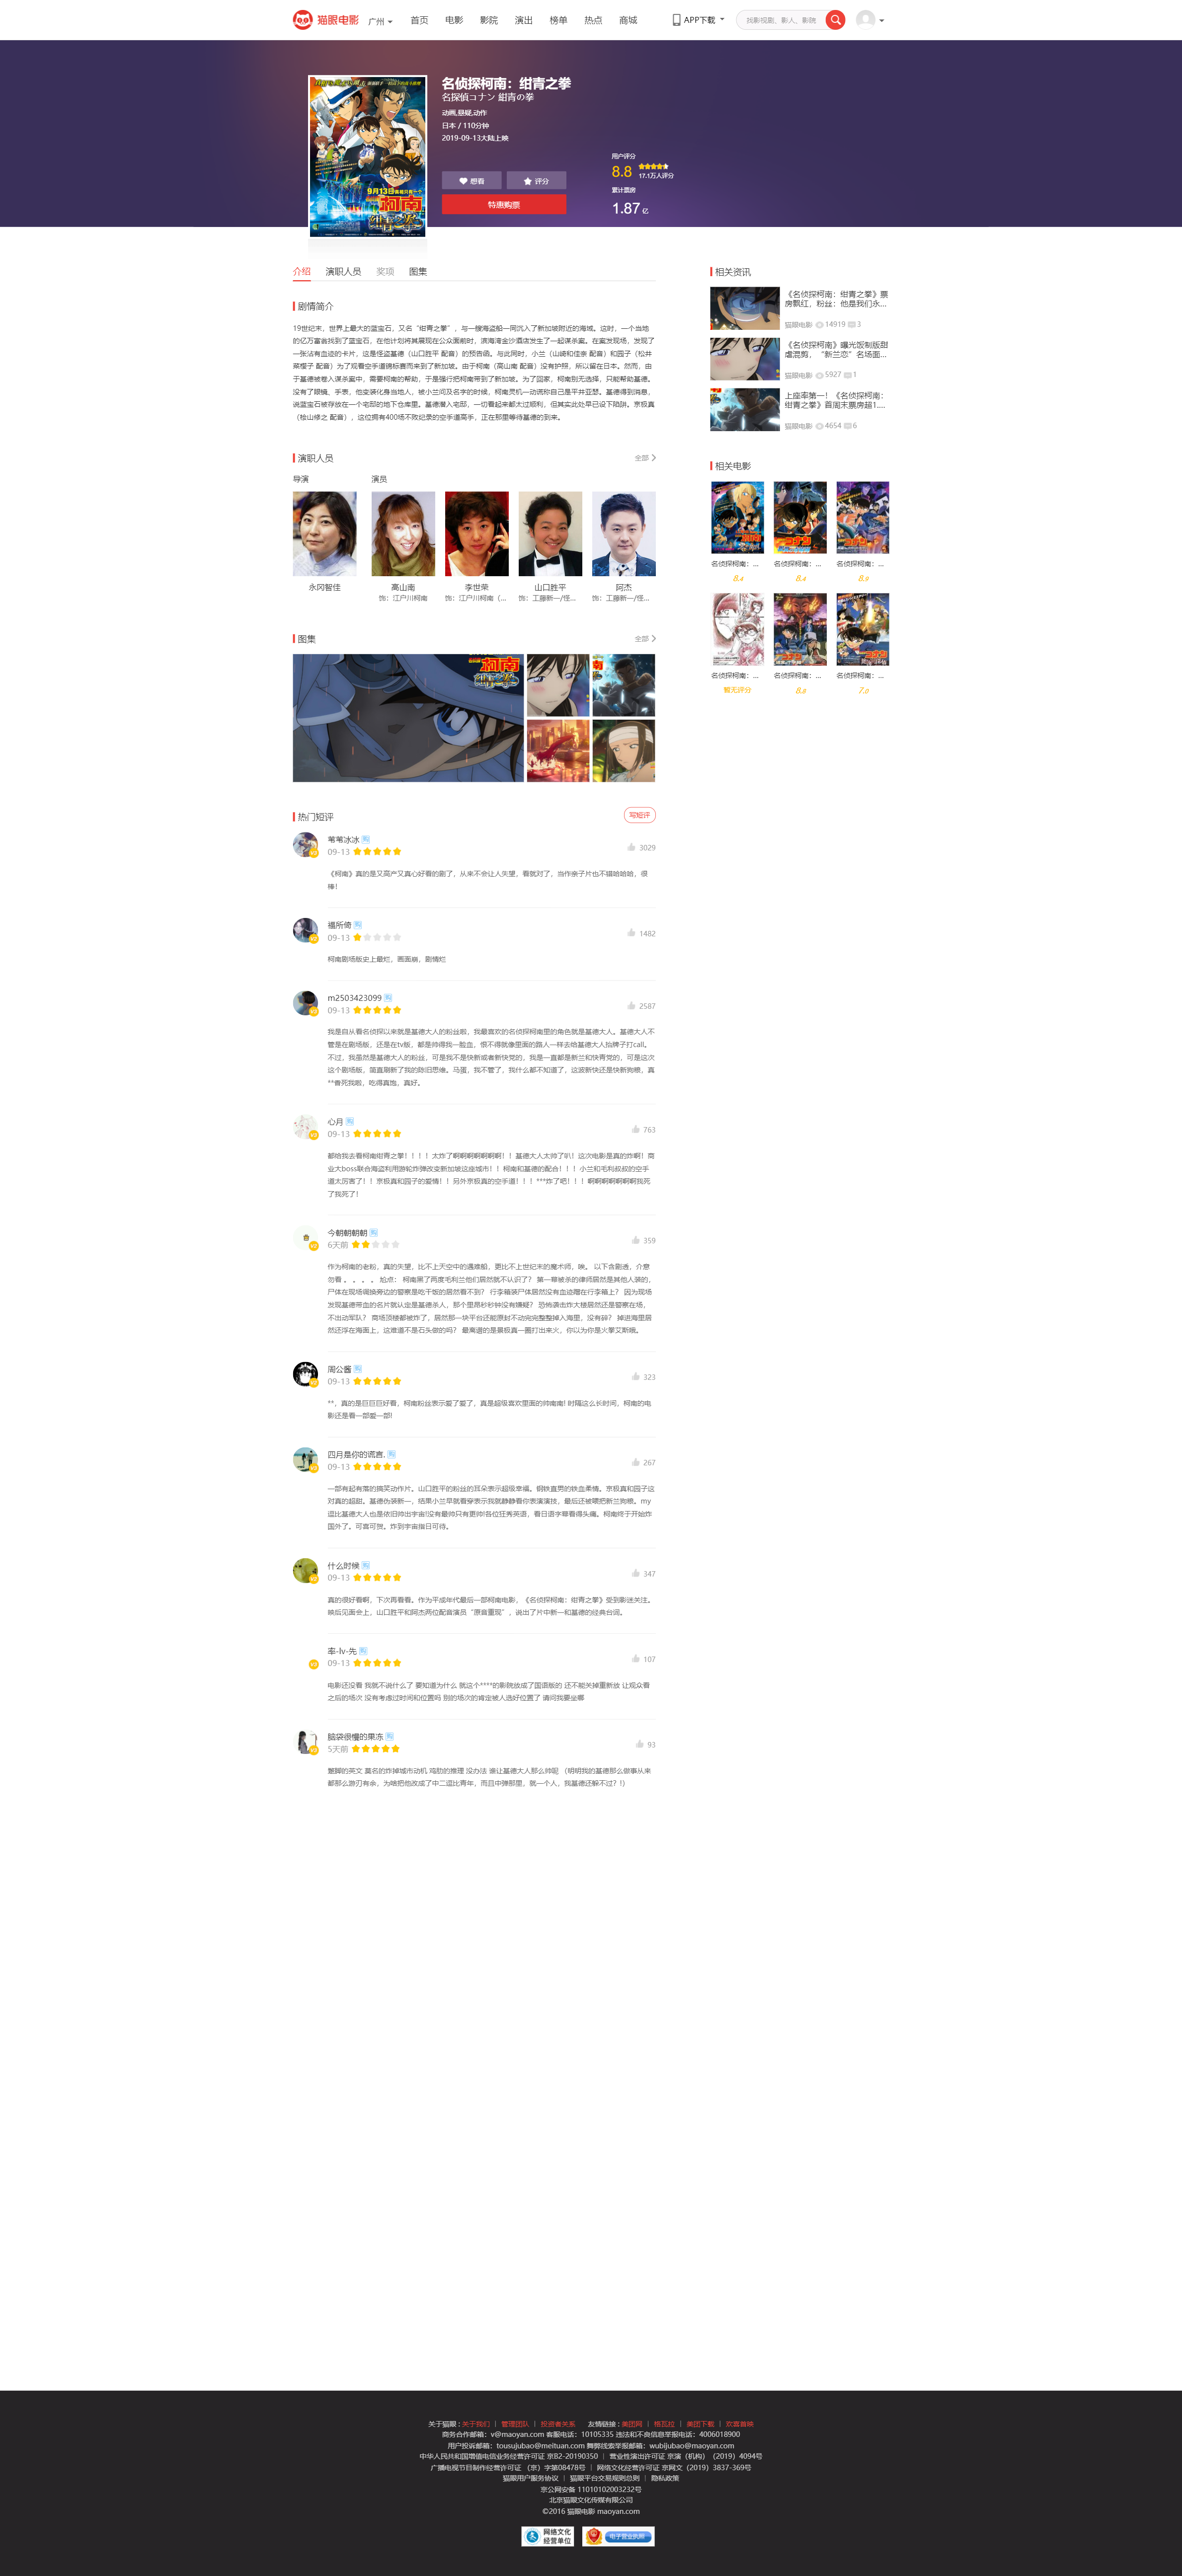 猫眼电影
广州
首页 电影 影院 演出 榜单 热点 商城
APP下载
找影视剧、影人、影院
名侦探柯南：绀青之拳
名探偵コナン 紺青の拳
动画,悬疑,动作
日本 / 110分钟
2019-09-13大陆上映
用户评分
8.8
17.1万人评分
想看
评分
累计票房
特惠购票
1.87 亿
9月13日
柯南
介绍 演职人员 奖项 图集
剧情简介
19世纪末，世界上最大的蓝宝石，又名“绀青之拳”，与一艘海盗船一同沉入了新加坡附近的海域。这时，一个当地
的亿万富翁找到了蓝宝石，在他计划将其展现在公众面前时，滨海湾金沙酒店发生了一起谋杀案。在案发现场，发现了
一张沾有血迹的卡片，这是怪盗基德（山口胜平 配音）的预告函。与此同时，小兰（山崎和佳奈 配音）和园子（松井
菜樱子 配音）为了观看空手道锦标赛而来到了新加坡。由于柯南（高山南 配音）没有护照，所以留在日本。然而，由
于基德被卷入谋杀案中，需要柯南的帮助，于是强行把柯南带到了新加坡。为了回家，柯南别无选择，只能帮助基德。
没有了眼镜、手表，他变装化身当地人，被小兰问及名字的时候，柯南灵机一动谎称自己是平井亚瑟。基德得到消息，
说蓝宝石被存放在一个宅邸的地下仓库里。基德潜入宅邸，一切看起来都太过顺利，但其实此处早已设下陷阱。京极真
（桧山修之 配音），这位拥有400场不败纪录的空手道高手，正在那里等待基德的到来。
演职人员
全部
导演 演员
永冈智佳
高山南
饰：江户川柯南
李世荣
饰：江户川柯南（...
山口胜平
饰：工藤新一/怪...
阿杰
饰：工藤新一/怪...
图集
全部
热门短评
写短评
苇苇冰冰 购
09-13
3029
《柯南》真的是又高产又真心好看的剧了，从来不会让人失望，看就对了，当作亲子片也不错哈哈哈，很
棒！
禤所倚 购
09-13
1482
柯南剧场版史上最烂，画面崩，剧情烂
m2503423099 购
09-13
2587
我是自从看名侦探以来就是基德大人的粉丝啦，我最喜欢的名侦探柯南里的角色就是基德大人。基德大人不
管是在剧场版，还是在tv版，都是帅得我一脸血，恨不得就像里面的路人一样去给基德大人抬牌子打call。
不过，我虽然是基德大人的粉丝，可是我不是快新或者新快党的，我是一直都是新兰和快青党的，可是这次
这个剧场版，简直刷新了我的陈旧思维。马蛋，我不管了，我什么都不知道了，这波新快还是快新狗粮，真
**香死我啦，吃得真饱，真好。
心月 购
09-13
763
都给我去看柯南绀青之拳！！！！太炸了啊啊啊啊啊啊啊！！基德大人太帅了叭！这次电影是真的炸啊！商
业大boss联合海盗利用游轮炸弹改变新加坡这座城市！！柯南和基德的配合！！！小兰和毛利叔叔的空手
道太厉害了！！京极真和园子的爱情！！另外京极真的空手道！！！***炸了吧！！！啊啊啊啊啊啊啊我死
了我死了！
今朝朝朝朝 购
6天前
359
作为柯南的老粉，真的失望，比不上天空中的遇难船，更比不上世纪末的魔术师，唉。 以下含剧透，介意
勿看 。 。 。 。 尬点： 柯南黑了两度毛利兰他们居然就不认识了？ 第一幕被杀的律师居然是其他人装的，
尸体在现场调换旁边的警察是吃干饭的居然看不到？ 行李箱装尸体居然没有血迹蹭在行李箱上？ 因为现场
发现基德带血的名片就认定是基德杀人，那个里昂秒秒钟没有嫌疑？ 恐怖袭击炸大楼居然还是警察在场，
不出动军队？ 商场顶楼都被炸了，居然那一块平台还能原封不动完完整整掉入海里，没有碎？ 掉进海里居
然还浮在海面上，这难道不是石头做的吗？ 最离谱的是景极真一圈打出来火，你以为你是火拳艾斯哦。
周公酱 购
09-13
323
**，真的是巨巨巨好看，柯南粉丝表示爱了爱了，真是超级喜欢里面的帅南南! 时隔这么长时间，柯南的电
影还是看一部爱一部!
四月是你的谎言. 购
09-13
267
一部有起有落的搞笑动作片。山口胜平的粉丝的耳朵表示超级幸福。钢铁直男的铁血柔情。京极真和园子这
对真的超甜。基德伪装新一，结果小兰早就看穿表示我就静静看你表演演技，最后还被喂把新兰狗粮。my
逗比基德大人也是依旧帅出宇宙!没有最帅只有更帅!各位狂秀英语，看日语字幕看得头痛。柯南终于开始炸
国外了。可喜可贺。炸到宇宙指日可待。
什么时候 购
09-13
347
真的很好看啊，下次再看看。作为平成年代最后一部柯南电影，《名侦探柯南：绀青之拳》受到影迷关注。
映后见面会上，山口胜平和阿杰两位配音演员“原音重现”，说出了片中新一和基德的经典台词。
率-lv-先 购
09-13
107
电影还没看 我就不说什么了 要知道为什么 就这个****的影院放成了国语版的 还不能关掉重新放 让观众看
之后的场次 没有考虑过时间和位置吗 别的场次的肯定被人选好位置了 请问我要坐哪
脑袋很慢的果冻 购
5天前
93
蹩脚的英文 莫名的炸掉城市动机 鸡肋的推理 没办法 谁让基德大人那么帅呢 （明明我的基德那么做事从来
都那么游刃有余，为啥把他改成了中二逗比青年，而且中弹那里，就一个人，我基德还躲不过？!）
相关资讯
《名侦探柯南：绀青之拳》票
房飘红，粉丝：他是我们永...
猫眼电影 14919 3
《名侦探柯南》曝光饭制版甜
虐混剪，“新兰恋”名场面...
猫眼电影 5927 1
上座率第一！《名侦探柯南：
绀青之拳》首周末票房超1....
猫眼电影 4654 6
相关电影
名侦探柯南：... 名侦探柯南：... 名侦探柯南：...
8.4 8.4 8.9
名侦探柯南：... 名侦探柯南：... 名侦探柯南：...
暂无评分 8.8 7.0
关于猫眼 : 关于我们 | 管理团队 | 投资者关系 友情链接 : 美团网 | 格瓦拉 | 美团下载 | 欢喜首映
商务合作邮箱：v@maoyan.com 客服电话：10105335 违法和不良信息举报电话：4006018900
用户投诉邮箱：tousujubao@meituan.com 舞弊线索举报邮箱：wubijubao@maoyan.com
中华人民共和国增值电信业务经营许可证 京B2-20190350 | 营业性演出许可证 京演（机构）（2019）4094号
广播电视节目制作经营许可证 （京）字第08478号 | 网络文化经营许可证 京网文（2019）3837-369号
猫眼用户服务协议 | 猫眼平台交易规则总则 | 隐私政策
京公网安备 11010102003232号
北京猫眼文化传媒有限公司
©2016 猫眼电影 maoyan.com
网络文化
经营单位
电子营业执照